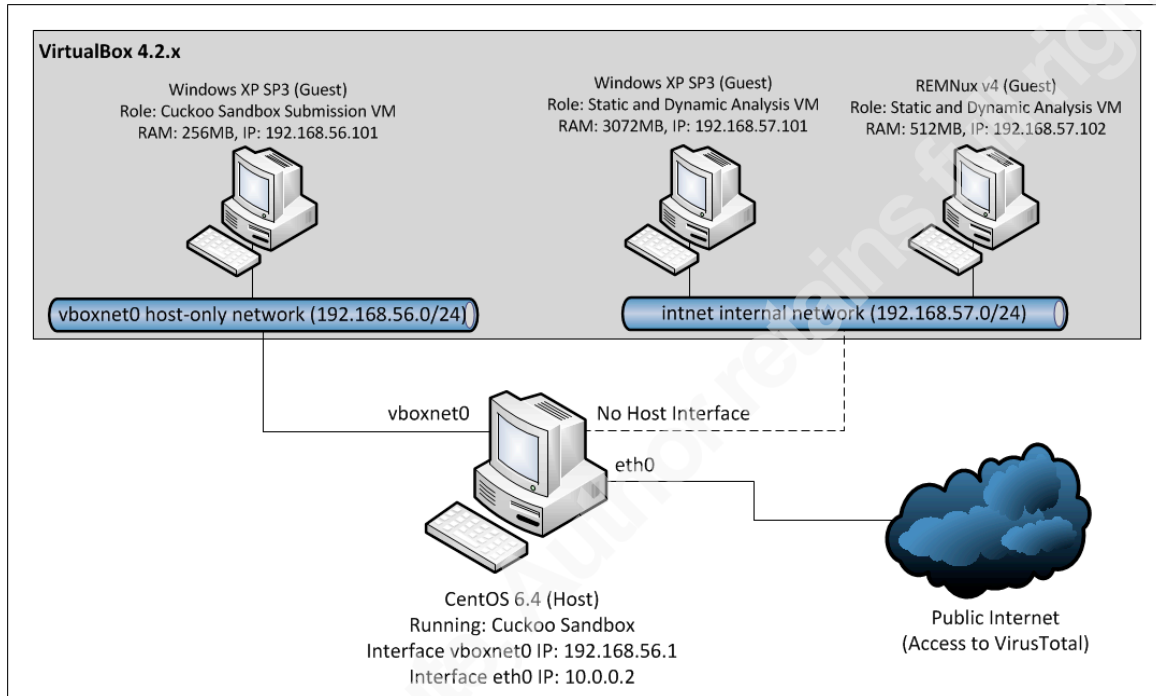 VirtualBox 4.2.x
Windows XP SP3 (Guest)
Role: Cuckoo Sandbox Submission VM
RAM: 256MB, IP: 192.168.56.101
Windows XP SP3 (Guest)
Role: Static and Dynamic Analysis VM
RAM: 3072MB, IP: 192.168.57.101
REMNux v4 (Guest)
Role: Static and Dynamic Analysis VM
RAM: 512MB, IP: 192.168.57.102
vboxnet0 host-only network (192.168.56.0/24)
intnet internal network (192.168.57.0/24)
vboxnet0
No Host Interface
eth0
CentOS 6.4 (Host)
Running: Cuckoo Sandbox
Interface vboxnet0 IP: 192.168.56.1
Interface eth0 IP: 10.0.0.2
Public Internet
(Access to VirusTotal)
Author retains full